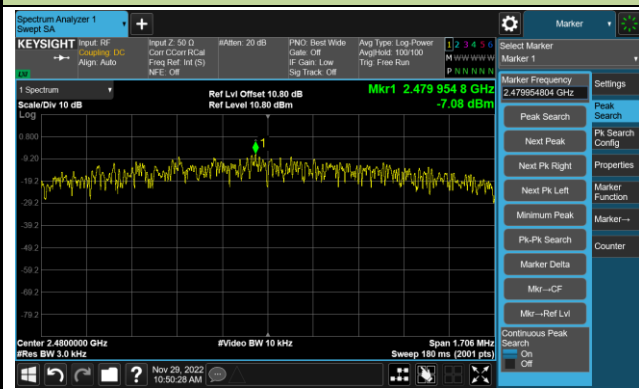 Spectrum Analyzer 1
Swept SA
Marker
KEYSIGHT
Input: RF
Coupling: DC
Align: Auto
Input Z: 50 Ω
Corr CCorr RCal
Freq Ref: Int (S)
NFE: Off
#Atten: 20 dB
PNO: Best Wide
Gate: Off
IF Gain: Low
Sig Track: Off
Avg Type: Log-Power
Avg|Hold: 100/100
Trig: Free Run
1 2 3 4 5 6
M W W W W W
P N N N N N
LXI
Select Marker
Marker 1
1 Spectrum
Scale/Div 10 dB
Log
Ref Lvl Offset 10.80 dB
Ref Level 10.80 dBm
Mkr1 2.479 954 8 GHz
-7.08 dBm
1
0.800
-9.20
-19.2
-29.2
-39.2
-49.2
-59.2
-69.2
-79.2
Center 2.4800000 GHz
#Res BW 3.0 kHz
#Video BW 10 kHz
Span 1.706 MHz
Sweep 180 ms (2001 pts)
Marker Frequency
2.479954804 GHz
Peak Search
Next Peak
Next Pk Right
Next Pk Left
Minimum Peak
Pk-Pk Search
Marker Delta
Mkr→CF
Mkr→Ref Lvl
Continuous Peak
Search
On
Off
Settings
Peak
Search
Pk Search
Config
Properties
Marker
Function
Marker→
Counter
?
Nov 29, 2022
10:50:28 AM